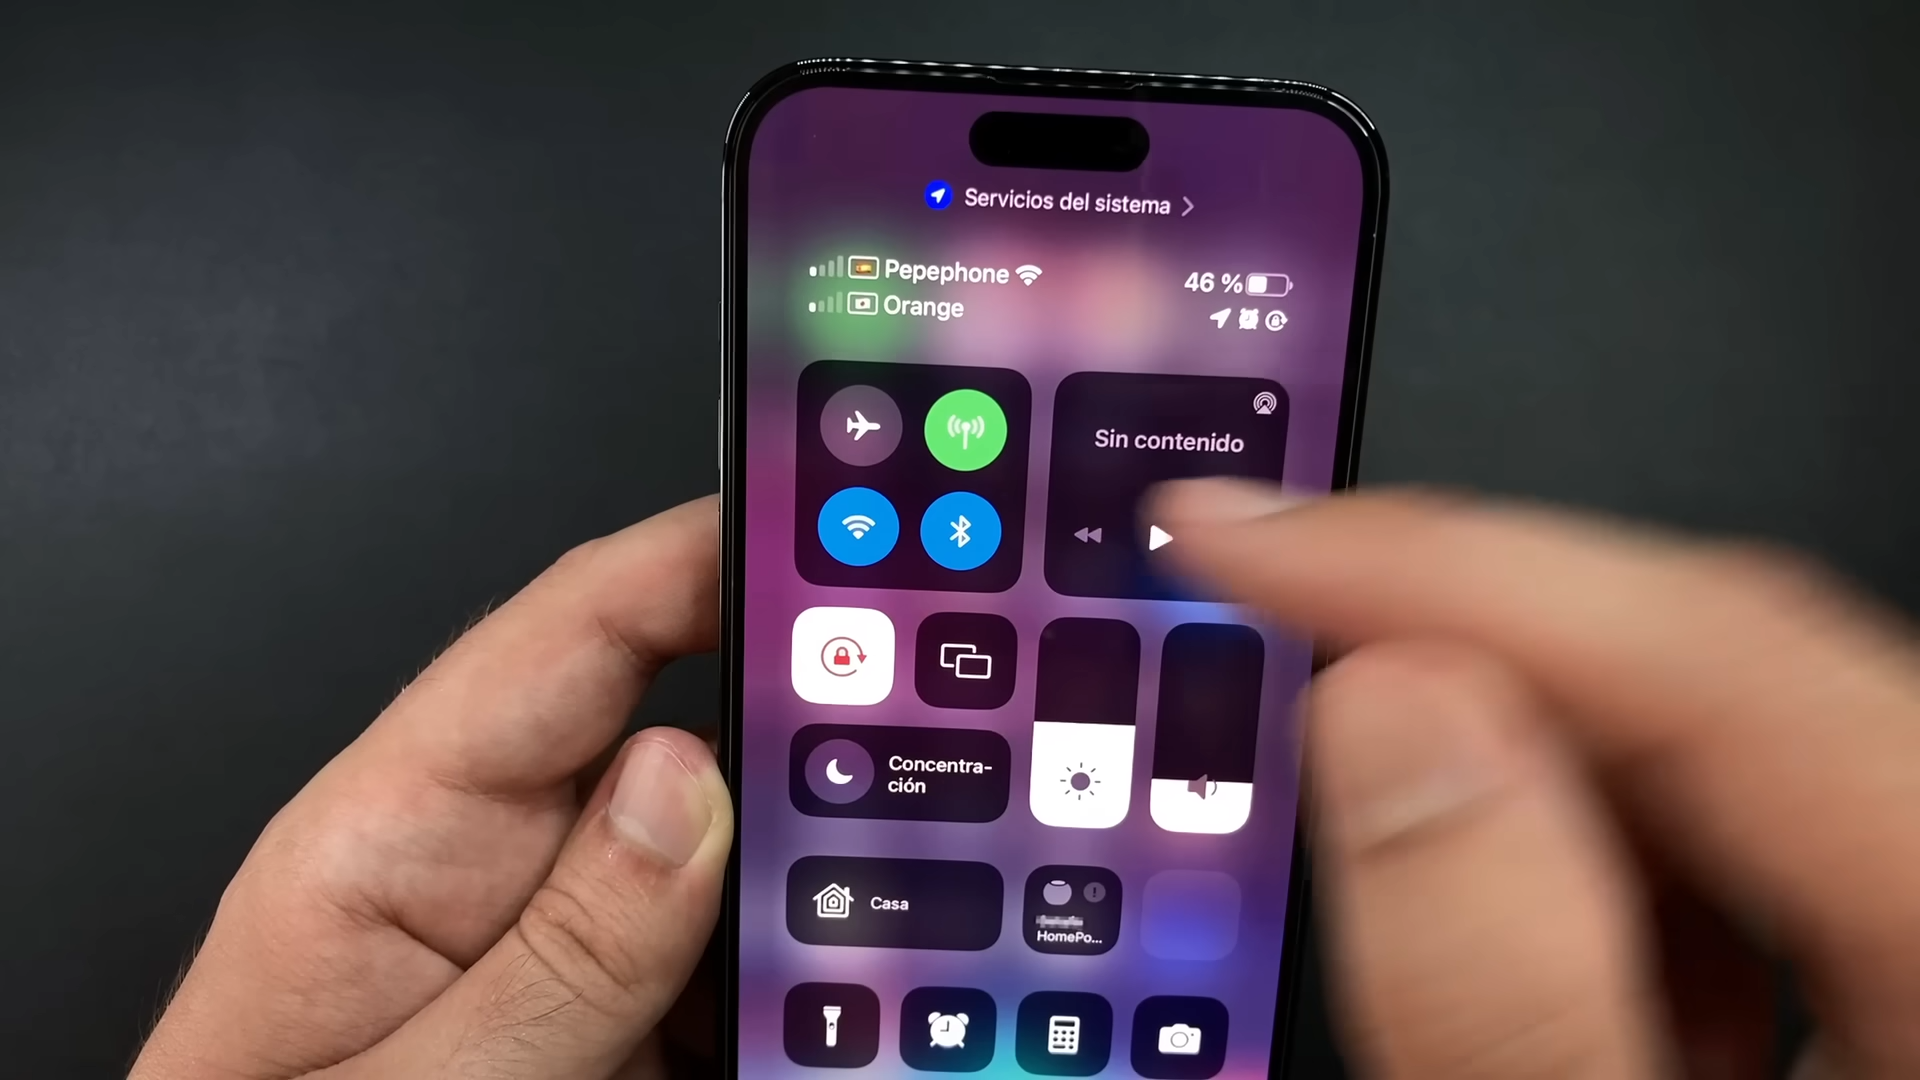 Servicios del sistema
Pepephone
46 %
Orange
Sin contenido
Concentra-
ción
Casa
HomePo...